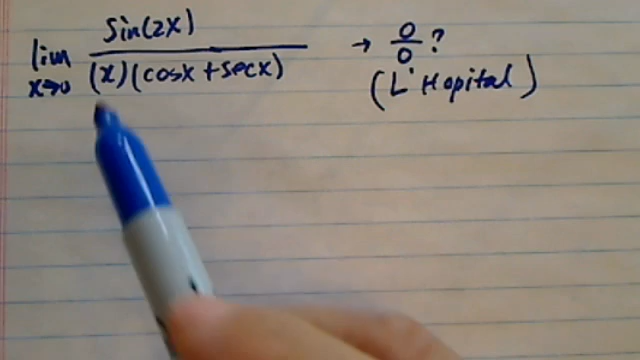 lim x→0 sin(2x) / (x)(cosx + secx) → 0/0 ?
(L'Hopital)